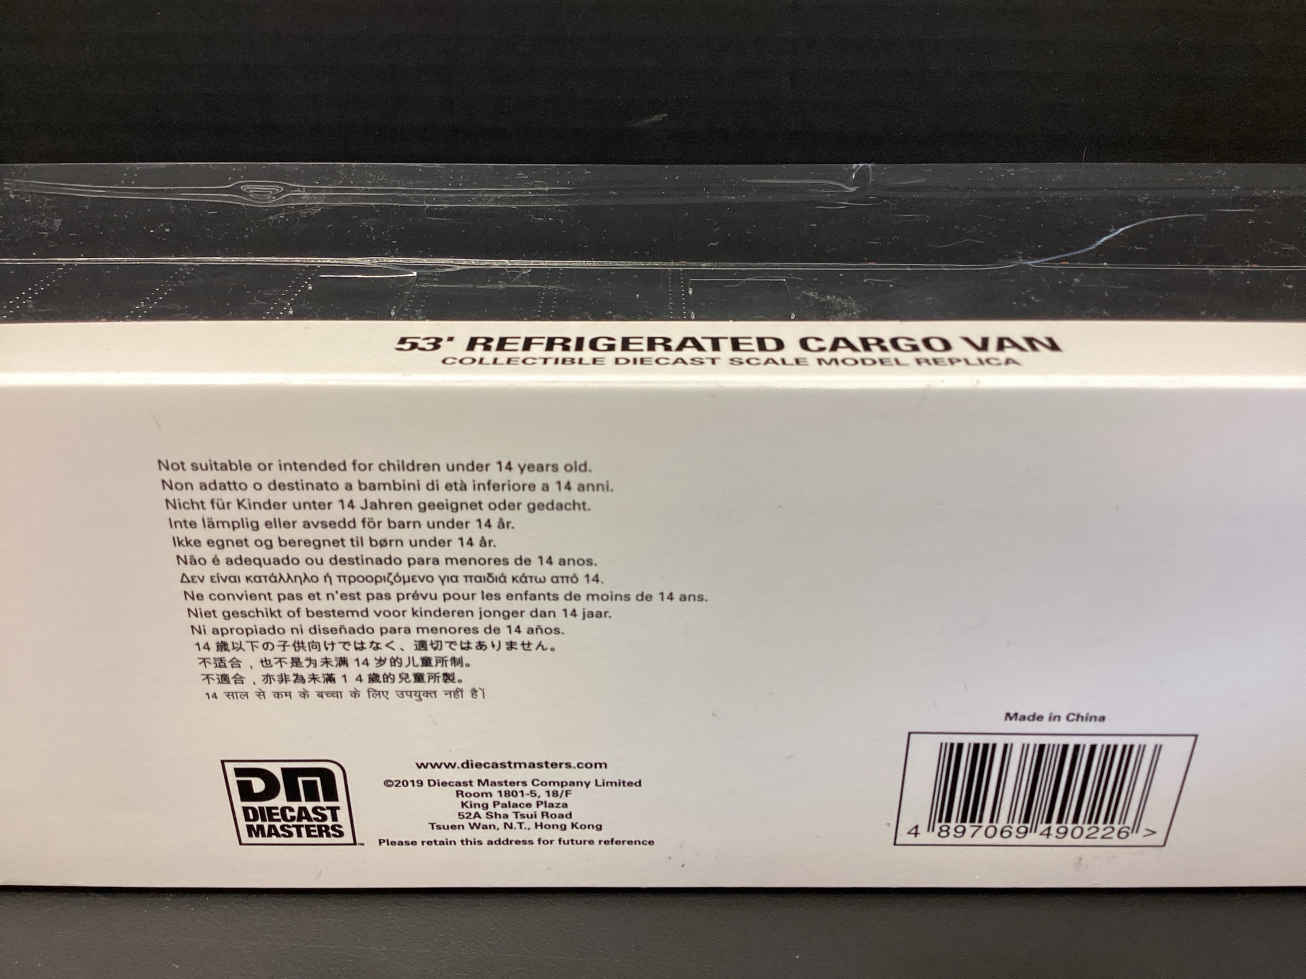 53' REFRIGERATED CARGO VAN
COLLECTIBLE DIECAST SCALE MODEL REPLICA
Not suitable or intended for children under 14 years old.
Non adatto o destinato a bambini di età inferiore a 14 anni.
Nicht für Kinder unter 14 Jahren geeignet oder gedacht.
Inte lämplig eller avsedd för barn under 14 år.
Ikke egnet og beregnet til børn under 14 år.
Não é adequado ou destinado para menores de 14 anos.
Δεν είναι κατάλληλο ή προοριζόμενο για παιδιά κάτω από 14.
Ne convient pas et n'est pas prévu pour les enfants de moins de 14 ans.
Niet geschikt of bestemd voor kinderen jonger dan 14 jaar.
Ni apropiado ni diseñado para menores de 14 años.
14 歳以下の子供向けではなく、適切ではありません。
不适合，也不是为未满 14 岁的儿童所制。
不適合，亦非為未滿 1 4 歲的兒童所製。
14 साल से कम के बच्चा के लिए उपयुक्त नहीं है।
DM
DIECAST
MASTERS
™
www.diecastmasters.com
©2019 Diecast Masters Company Limited
Room 1801-5, 18/F
King Palace Plaza
52A Sha Tsui Road
Tsuen Wan, N.T., Hong Kong
Please retain this address for future reference
Made in China
4 897069 490226 >